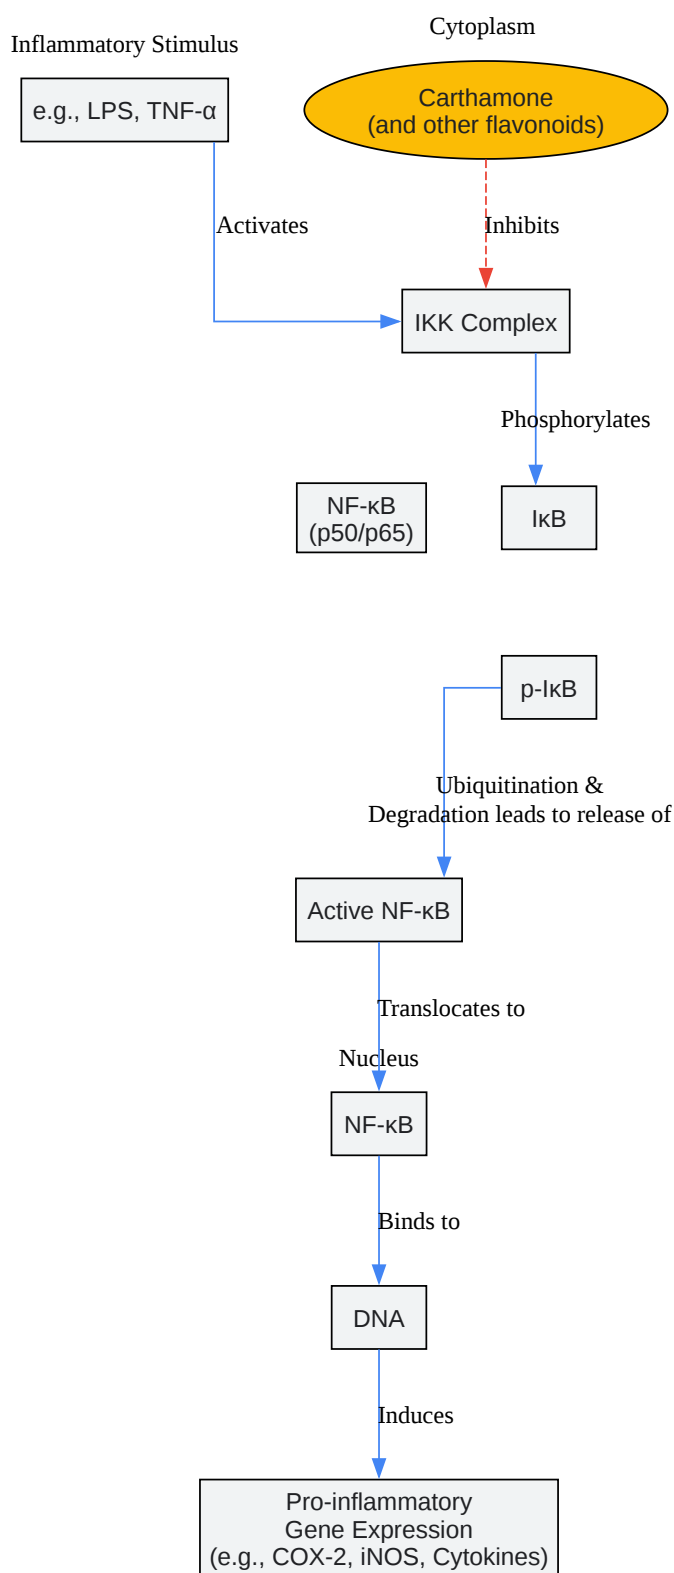 Inflammatory Stimulus
Cytoplasm
e.g., LPS, TNF-α
Carthamone
(and other flavonoids)
Activates
Inhibits
IKK Complex
Phosphorylates
NF-κB
(p50/p65)
IκB
p-IκB
Ubiquitination &
Degradation leads to release of
Active NF-κB
Translocates to
Nucleus
NF-κB
Binds to
DNA
Induces
Pro-inflammatory
Gene Expression
(e.g., COX-2, iNOS, Cytokines)